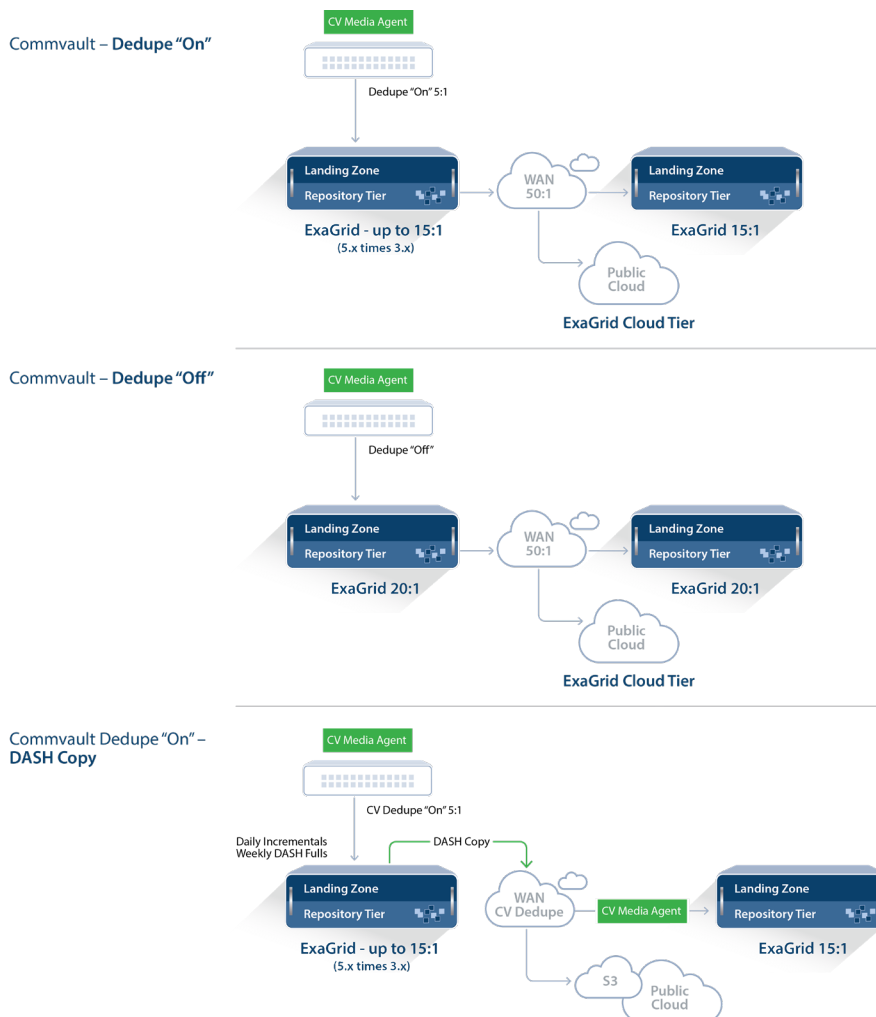 CV Media Agent
Commvault – Dedupe “On”
Dedupe “On” 5:1
Landing Zone
Repository Tier
WAN
50:1
Landing Zone
Repository Tier
ExaGrid - up to 15:1
(5.x times 3.x)
ExaGrid 15:1
Public
Cloud
ExaGrid Cloud Tier
Commvault – Dedupe “Off”
CV Media Agent
Dedupe “Off”
Landing Zone
Repository Tier
WAN
50:1
Landing Zone
Repository Tier
ExaGrid 20:1
ExaGrid 20:1
Public
Cloud
ExaGrid Cloud Tier
Commvault Dedupe “On” –
DASH Copy
CV Media Agent
CV Dedupe “On” 5:1
Daily Incrementals
Weekly DASH Fulls
DASH Copy
Landing Zone
Repository Tier
WAN
CV Dedupe
CV Media Agent
Landing Zone
Repository Tier
ExaGrid - up to 15:1
(5.x times 3.x)
ExaGrid 15:1
S3
Public
Cloud